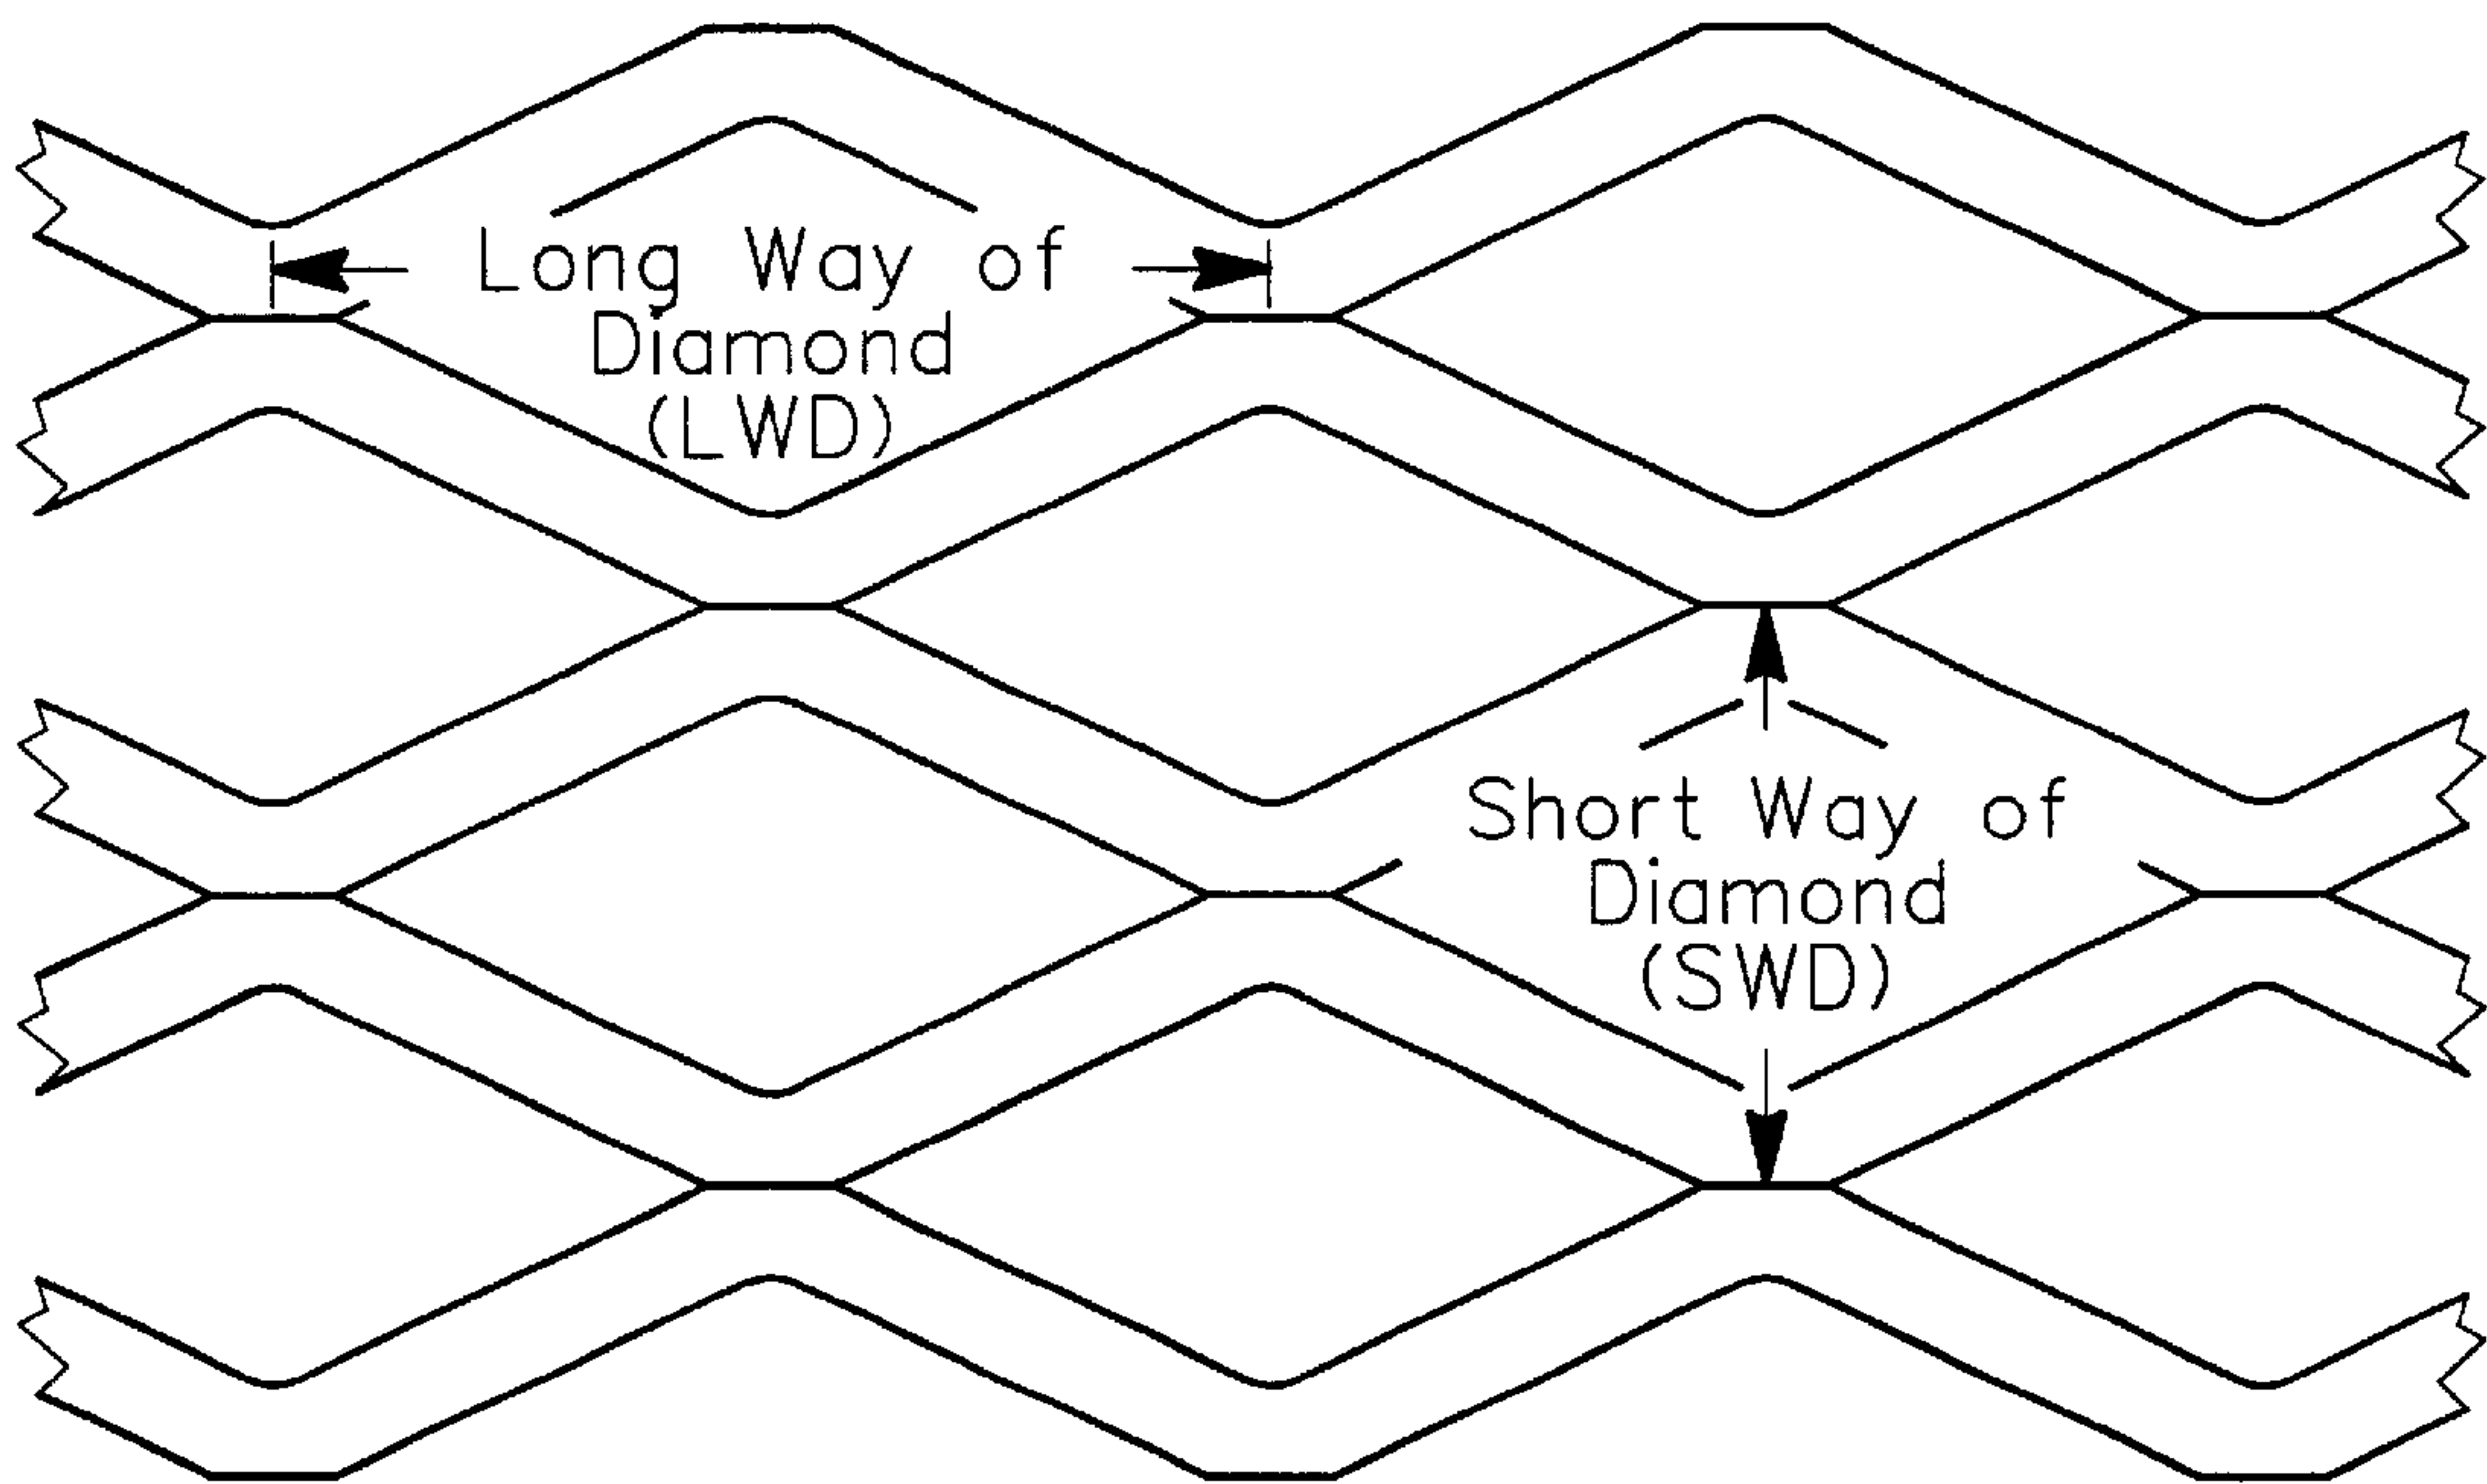 Long Way of
Diamond
(LWD)
Short Way of
Diamond
(SWD)